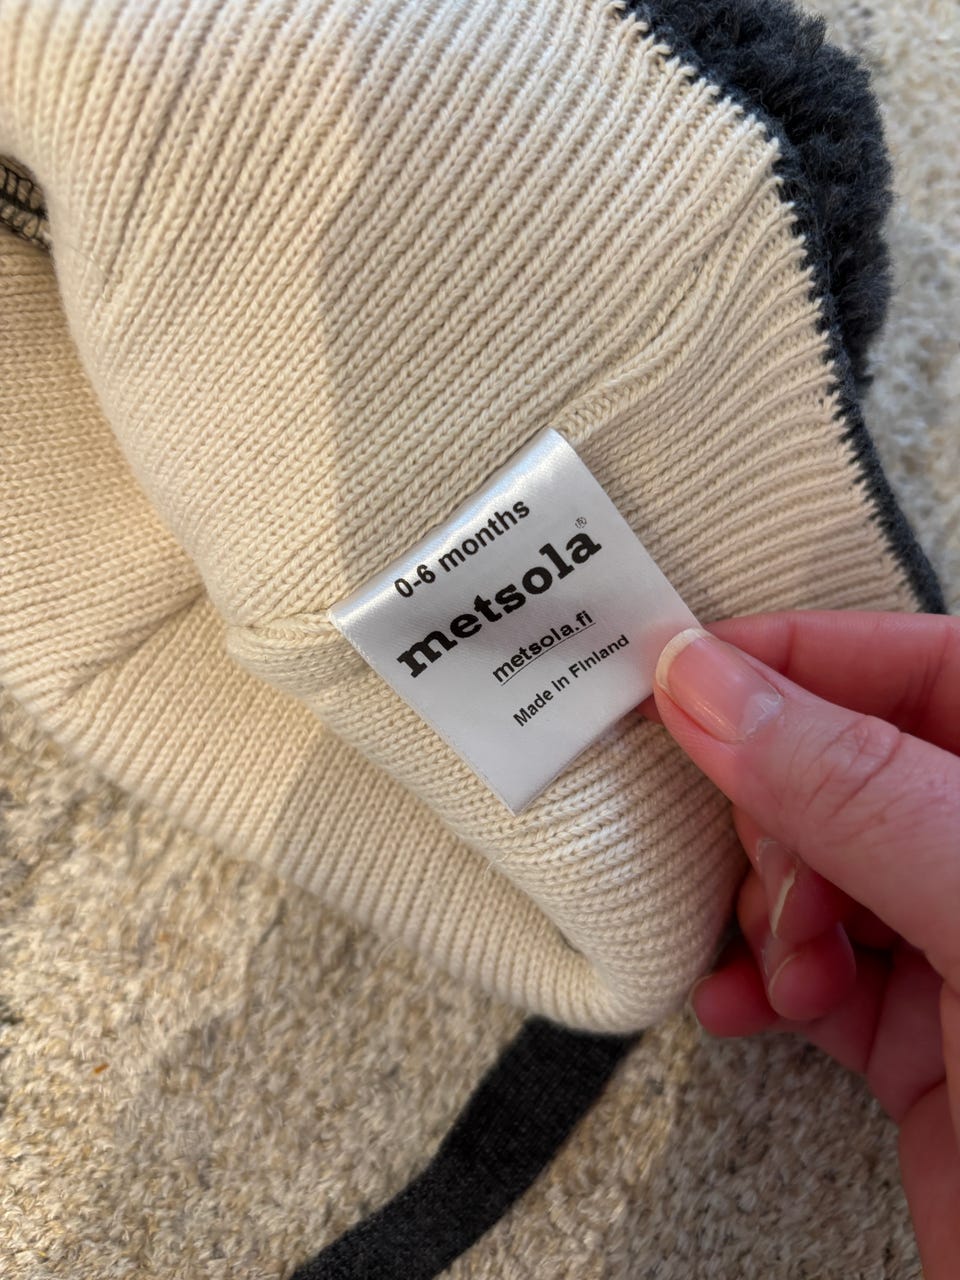 0-6 months
metsola®
metsola.fi
Made in Finland